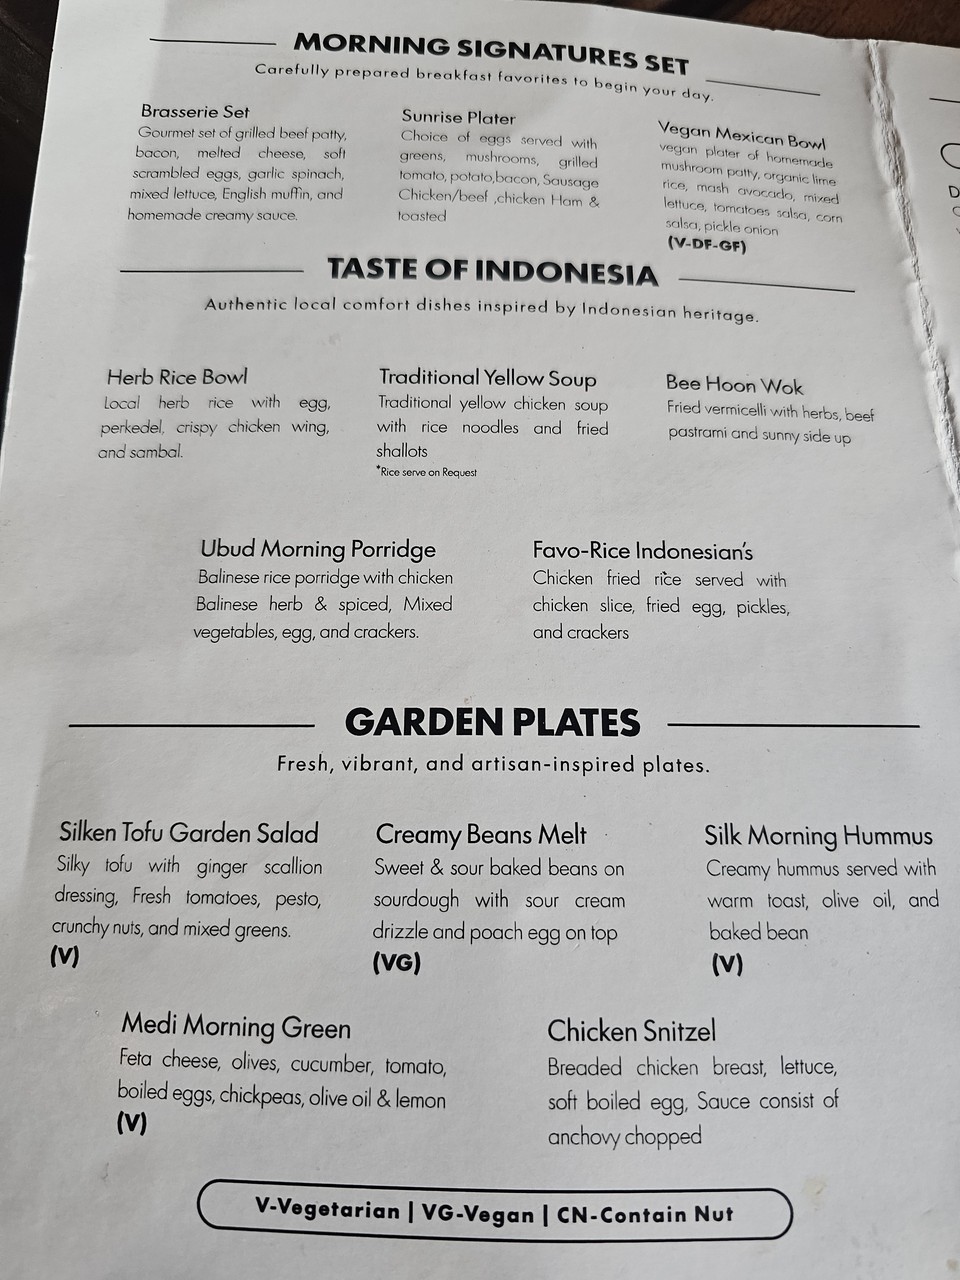 MORNING SIGNATURES SET
Carefully prepared breakfast favorites to begin your day.
Brasserie Set
Gourmet set of grilled beef patty,
bacon, melted cheese, soft
scrambled eggs, garlic spinach,
mixed lettuce, English muffin, and
homemade creamy sauce.
Sunrise Plater
Choice of eggs served with
greens, mushrooms, grilled
tomato, potato,bacon, Sausage
Chicken/beef ,chicken Ham &
toasted
Vegan Mexican Bowl
vegan plater of homemade
mushroom patty, organic lime
rice, mash avocado, mixed
lettuce, tomatoes salsa, corn
salsa, pickle onion
(V-DF-GF)
TASTE OF INDONESIA
Authentic local comfort dishes inspired by Indonesian heritage.
Herb Rice Bowl
Local herb rice with egg,
perkedel, crispy chicken wing,
and sambal.
Traditional Yellow Soup
Traditional yellow chicken soup
with rice noodles and fried
shallots
*Rice serve on Request
Bee Hoon Wok
Fried vermicelli with herbs, beef
pastrami and sunny side up
Ubud Morning Porridge
Balinese rice porridge with chicken
Balinese herb & spiced, Mixed
vegetables, egg, and crackers.
Favo-Rice Indonesian's
Chicken fried rice served with
chicken slice, fried egg, pickles,
and crackers
GARDEN PLATES
Fresh, vibrant, and artisan-inspired plates.
Silken Tofu Garden Salad
Silky tofu with ginger scallion
dressing, Fresh tomatoes, pesto,
crunchy nuts, and mixed greens.
(V)
Creamy Beans Melt
Sweet & sour baked beans on
sourdough with sour cream
drizzle and poach egg on top
(VG)
Silk Morning Hummus
Creamy hummus served with
warm toast, olive oil, and
baked bean
(V)
Medi Morning Green
Feta cheese, olives, cucumber, tomato,
boiled eggs, chickpeas, olive oil & lemon
(V)
Chicken Snitzel
Breaded chicken breast, lettuce,
soft boiled egg, Sauce consist of
anchovy chopped
V-Vegetarian | VG-Vegan | CN-Contain Nut